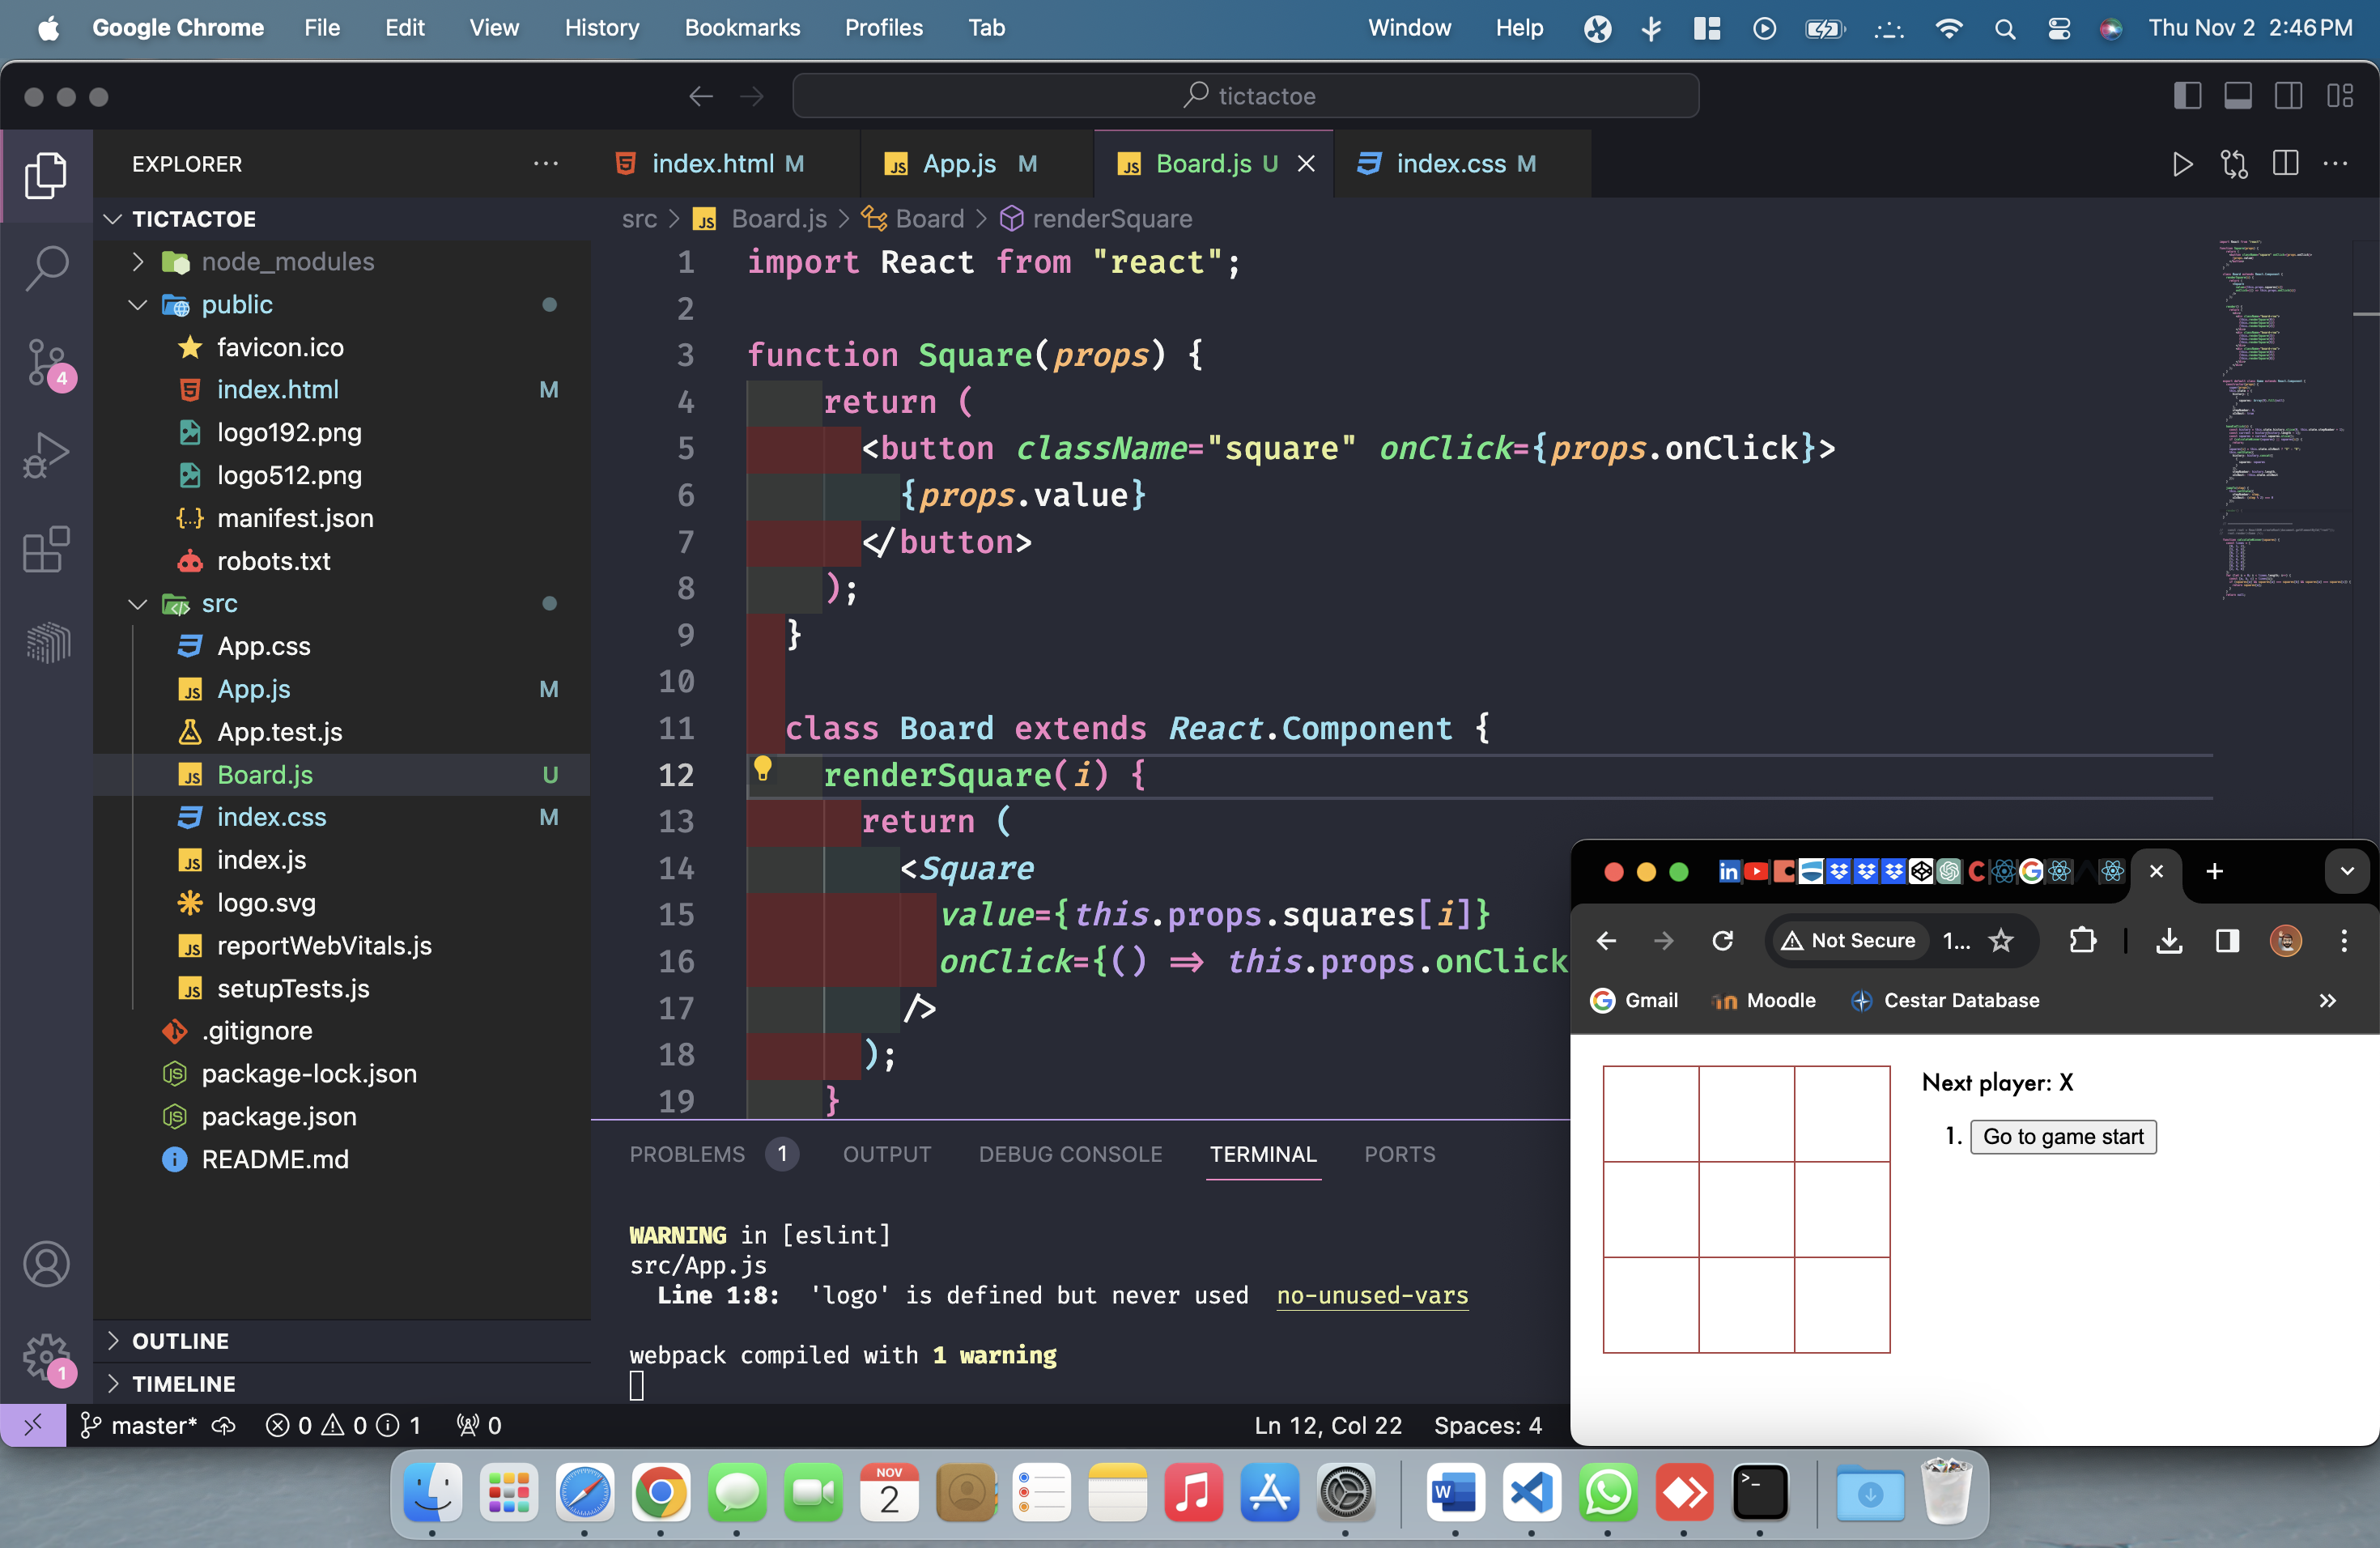 Google Chrome File Edit View History Bookmarks Profiles Tab Window Help Thu Nov 2 2:46 PM
tictactoe
EXPLORER
index.html M App.js M Board.js U index.css M
TICTACTOE
src > Board.js > Board > renderSquare
node_modules
public
favicon.ico
index.html M
logo192.png
logo512.png
manifest.json
robots.txt
src
App.css
App.js M
App.test.js
Board.js U
index.css M
index.js
logo.svg
reportWebVitals.js
setupTests.js
.gitignore
package-lock.json
package.json
README.md
OUTLINE
TIMELINE
4
1
1 import React from "react";
2
3 function Square(props) {
4 return (
5 <button className="square" onClick={props.onClick}>
6 {props.value}
7 </button>
8 );
9 }
10
11 class Board extends React.Component {
12 renderSquare(i) {
13 return (
14 <Square
15 value={this.props.squares[i]}
16 onClick={() => this.props.onClick
17 />
18 );
19 }
PROBLEMS 1 OUTPUT DEBUG CONSOLE TERMINAL PORTS
WARNING in [eslint]
src/App.js
Line 1:8: 'logo' is defined but never used no-unused-vars
webpack compiled with 1 warning
master* 0 0 1 0 Ln 12, Col 22 Spaces: 4
Not Secure 1...
Gmail Moodle Cestar Database
Next player: X
1. Go to game start
NOV
2